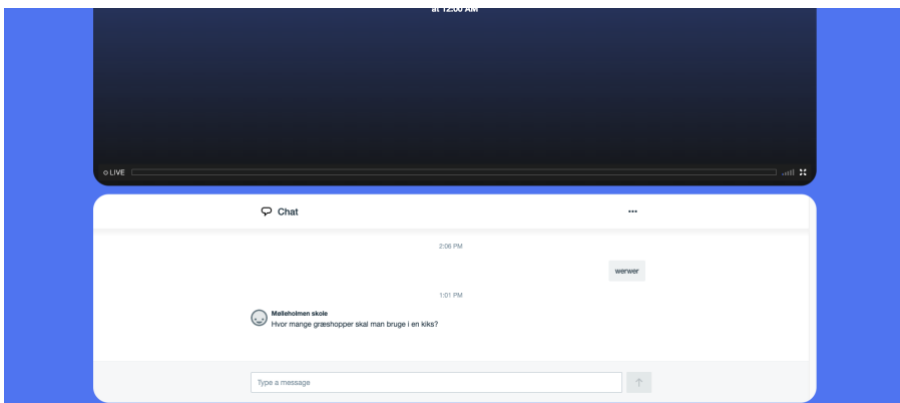 at 12:00 AM
LIVE
Chat
2:06 PM
werwer
1:01 PM
Mølleholmen skole
Hvor mange græshopper skal man bruge i en kiks?
Type a message